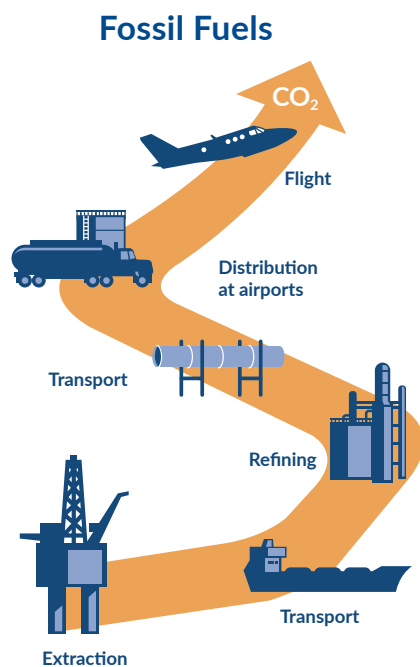 Fossil Fuels
CO₂
Flight
Distribution
at airports
Transport
Refining
Transport
Extraction